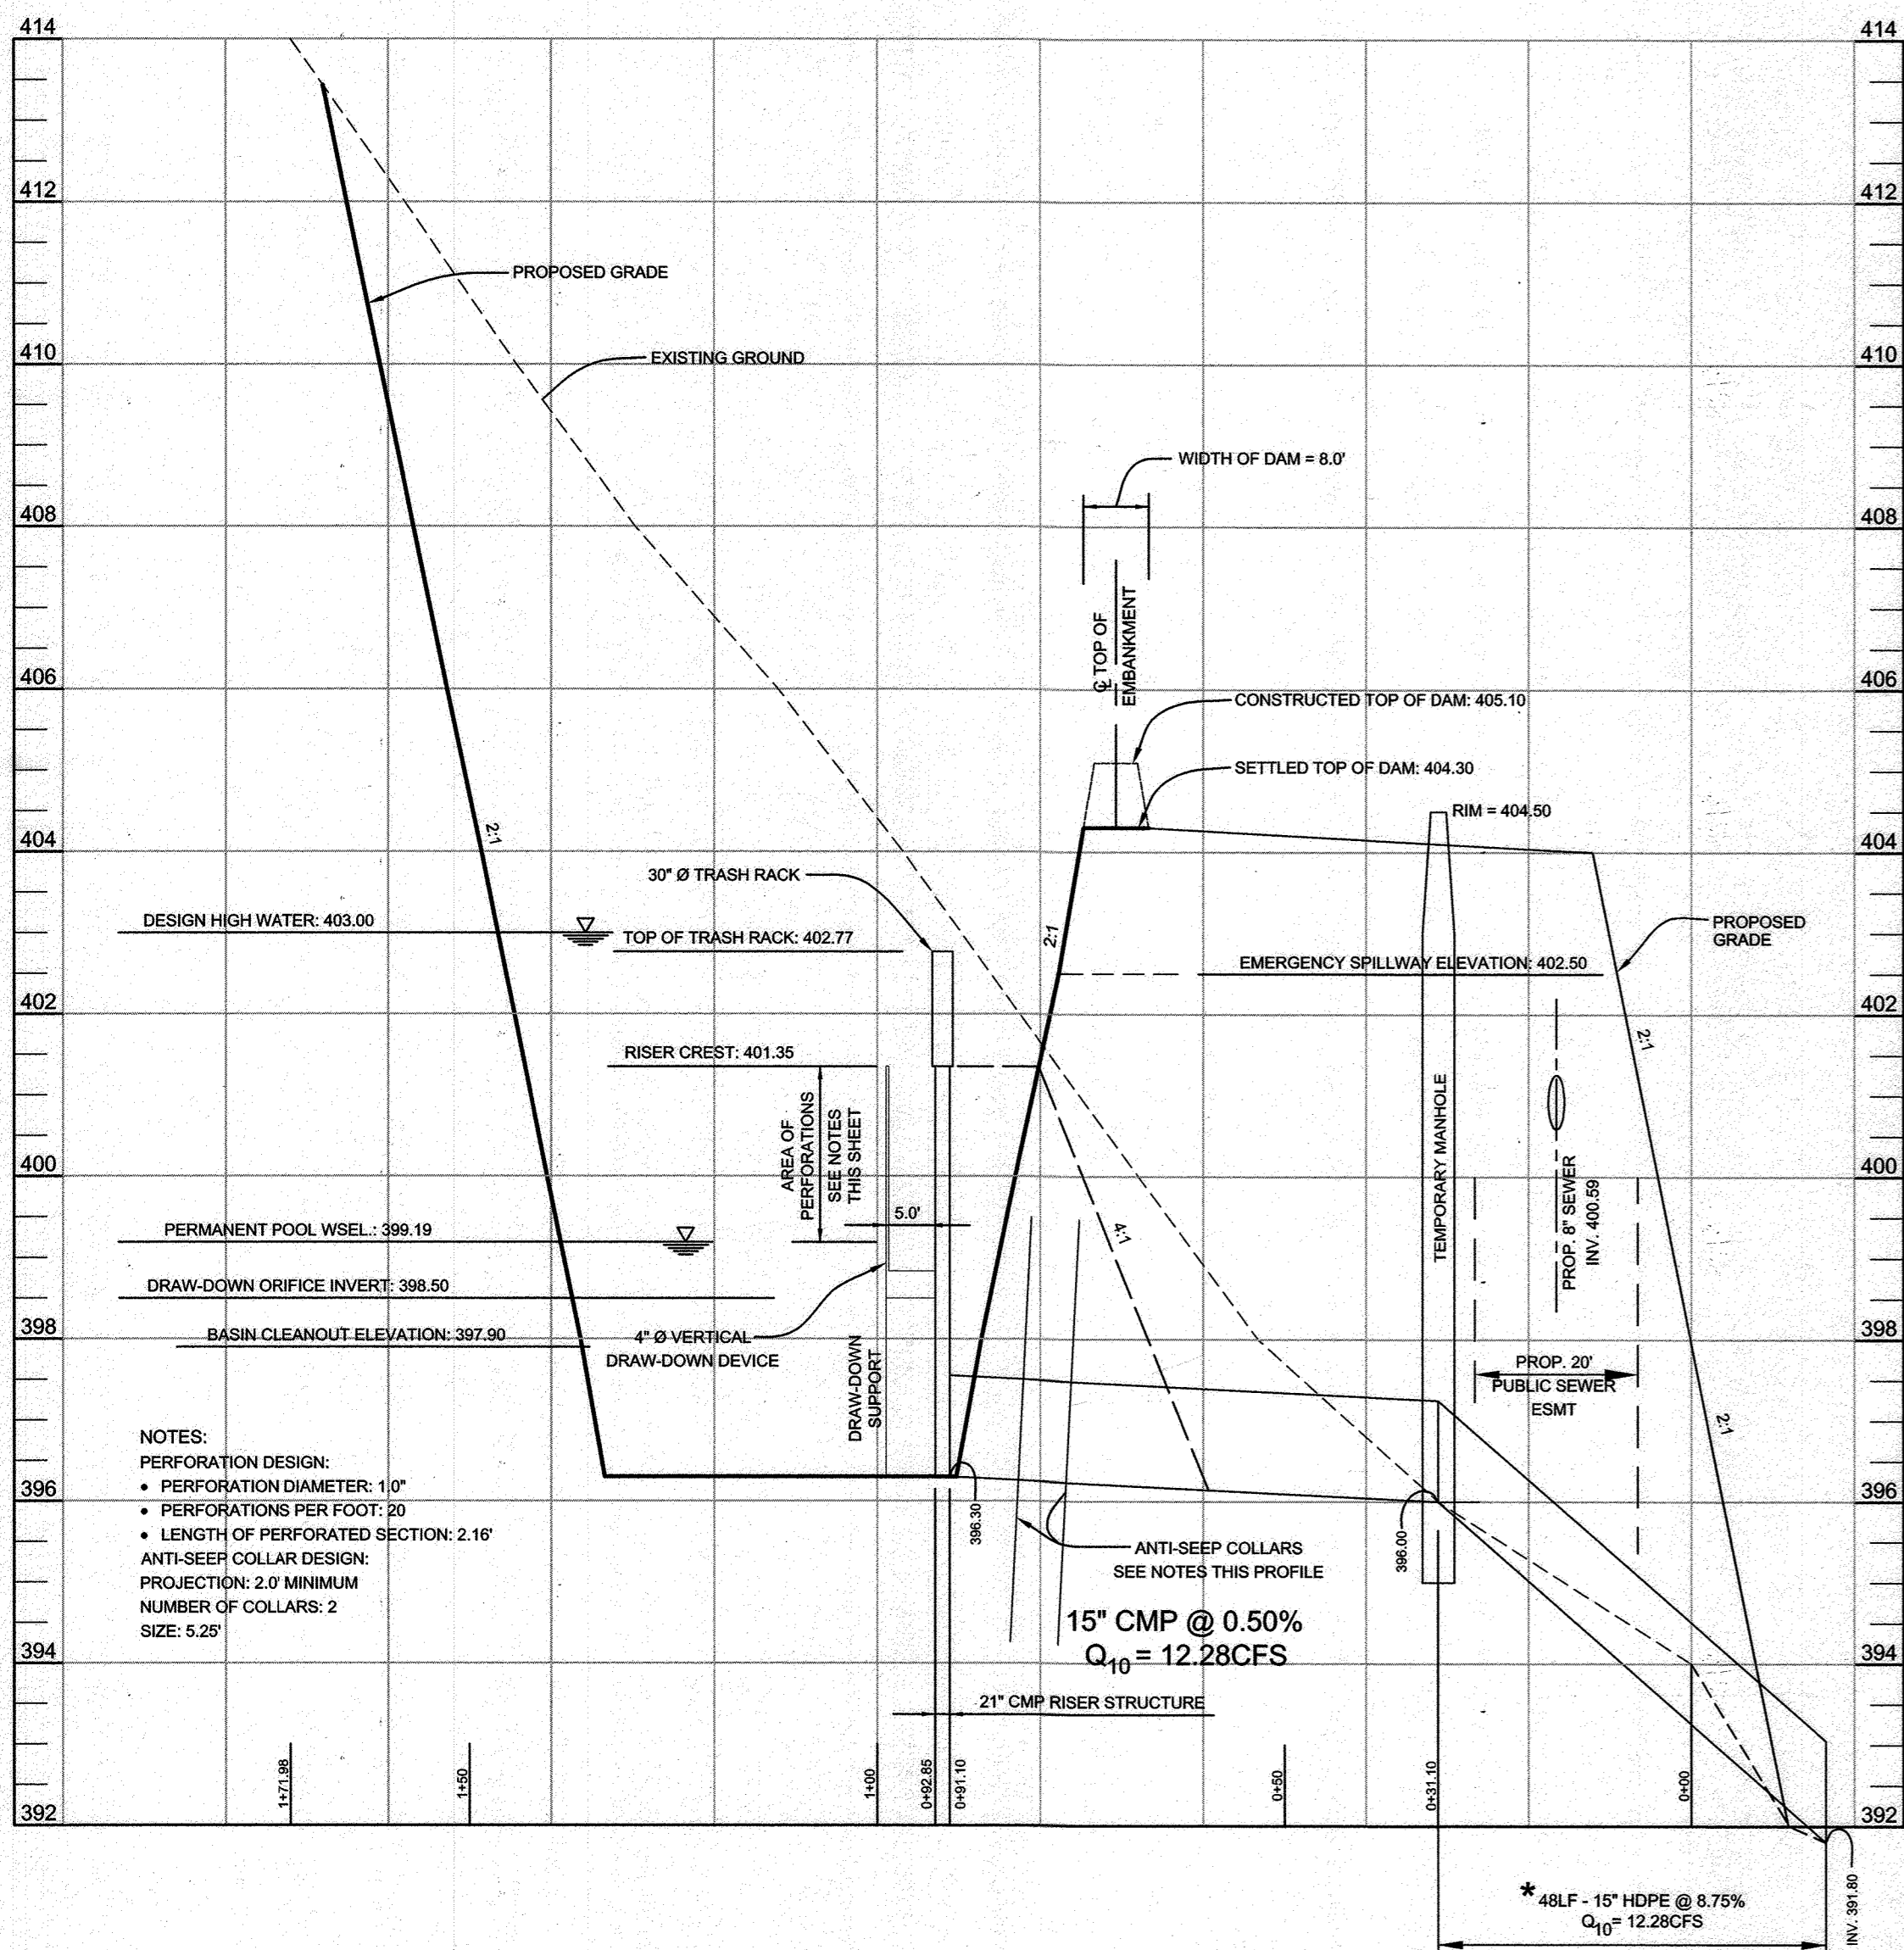 414
414
412
412
PROPOSED GRADE
EXISTING GROUND
410
410
WIDTH OF DAM = 8.0'
408
408
℄ TOP OF
EMBANKMENT
406
406
CONSTRUCTED TOP OF DAM: 405.10
SETTLED TOP OF DAM: 404.30
RIM = 404.50
2:1
404
404
30" Ø TRASH RACK
DESIGN HIGH WATER: 403.00
TOP OF TRASH RACK: 402.77
2:1
PROPOSED
GRADE
EMERGENCY SPILLWAY ELEVATION: 402.50
402
402
2:1
RISER CREST: 401.35
AREA OF
PERFORATIONS
SEE NOTES
THIS SHEET
TEMPORARY MANHOLE
400
400
PROP. 8" SEWER
INV. 400.59
5.0'
4:1
PERMANENT POOL WSEL.: 399.19
DRAW-DOWN ORIFICE INVERT: 398.50
398
398
BASIN CLEANOUT ELEVATION: 397.90
4" Ø VERTICAL
DRAW-DOWN DEVICE
DRAW-DOWN
SUPPORT
PROP. 20'
PUBLIC SEWER
ESMT
2:1
NOTES:
PERFORATION DESIGN:
• PERFORATION DIAMETER: 1.0"
• PERFORATIONS PER FOOT: 20
• LENGTH OF PERFORATED SECTION: 2.16'
ANTI-SEEP COLLAR DESIGN:
PROJECTION: 2.0' MINIMUM
NUMBER OF COLLARS: 2
SIZE: 5.25'
396
396
396.30
396.00
ANTI-SEEP COLLARS
SEE NOTES THIS PROFILE
15" CMP @ 0.50%
Q10 = 12.28CFS
394
394
21" CMP RISER STRUCTURE
1+71.98
1+50
1+00
0+92.85
0+91.10
0+50
0+31.10
0+00
392
392
* 48LF - 15" HDPE @ 8.75%
Q10 = 12.28CFS
INV. 391.80